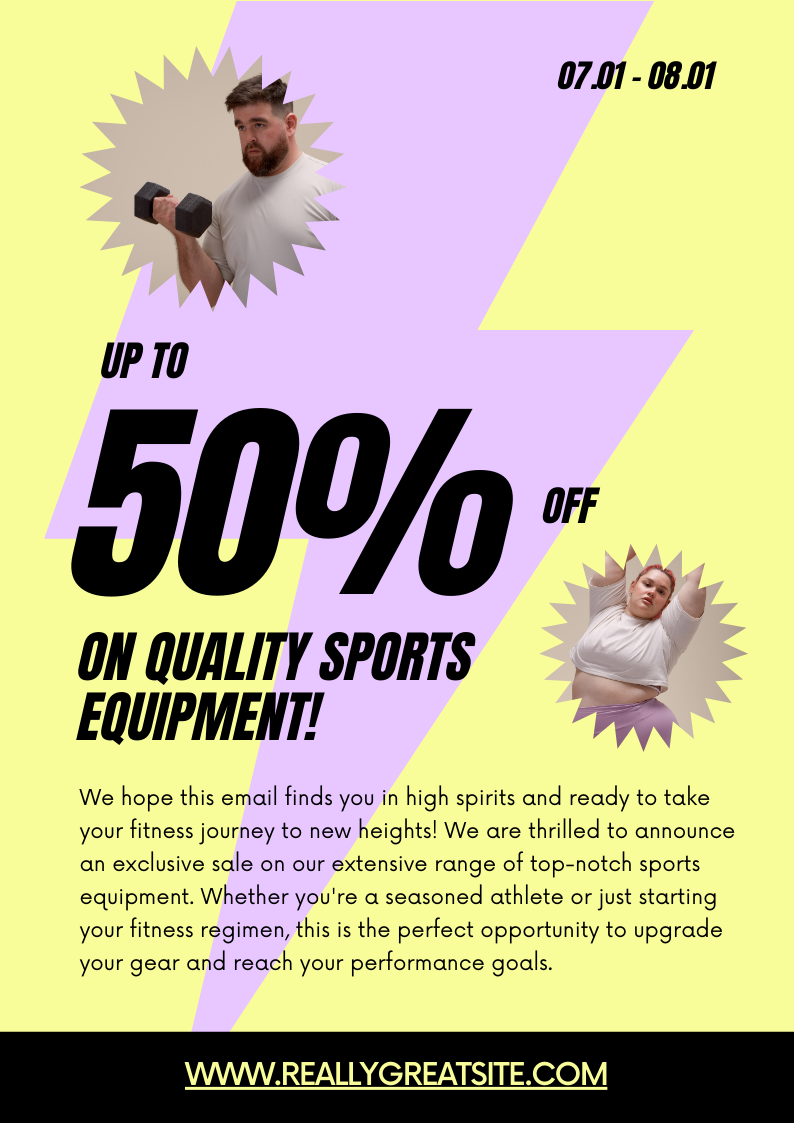 07.01 - 08.01
UP TO
50%
OFF
ON QUALITY SPORTS
EQUIPMENT!
We hope this email finds you in high spirits and ready to take
your fitness journey to new heights! We are thrilled to announce
an exclusive sale on our extensive range of top-notch sports
equipment. Whether you're a seasoned athlete or just starting
your fitness regimen, this is the perfect opportunity to upgrade
your gear and reach your performance goals.
WWW.REALLYGREATSITE.COM